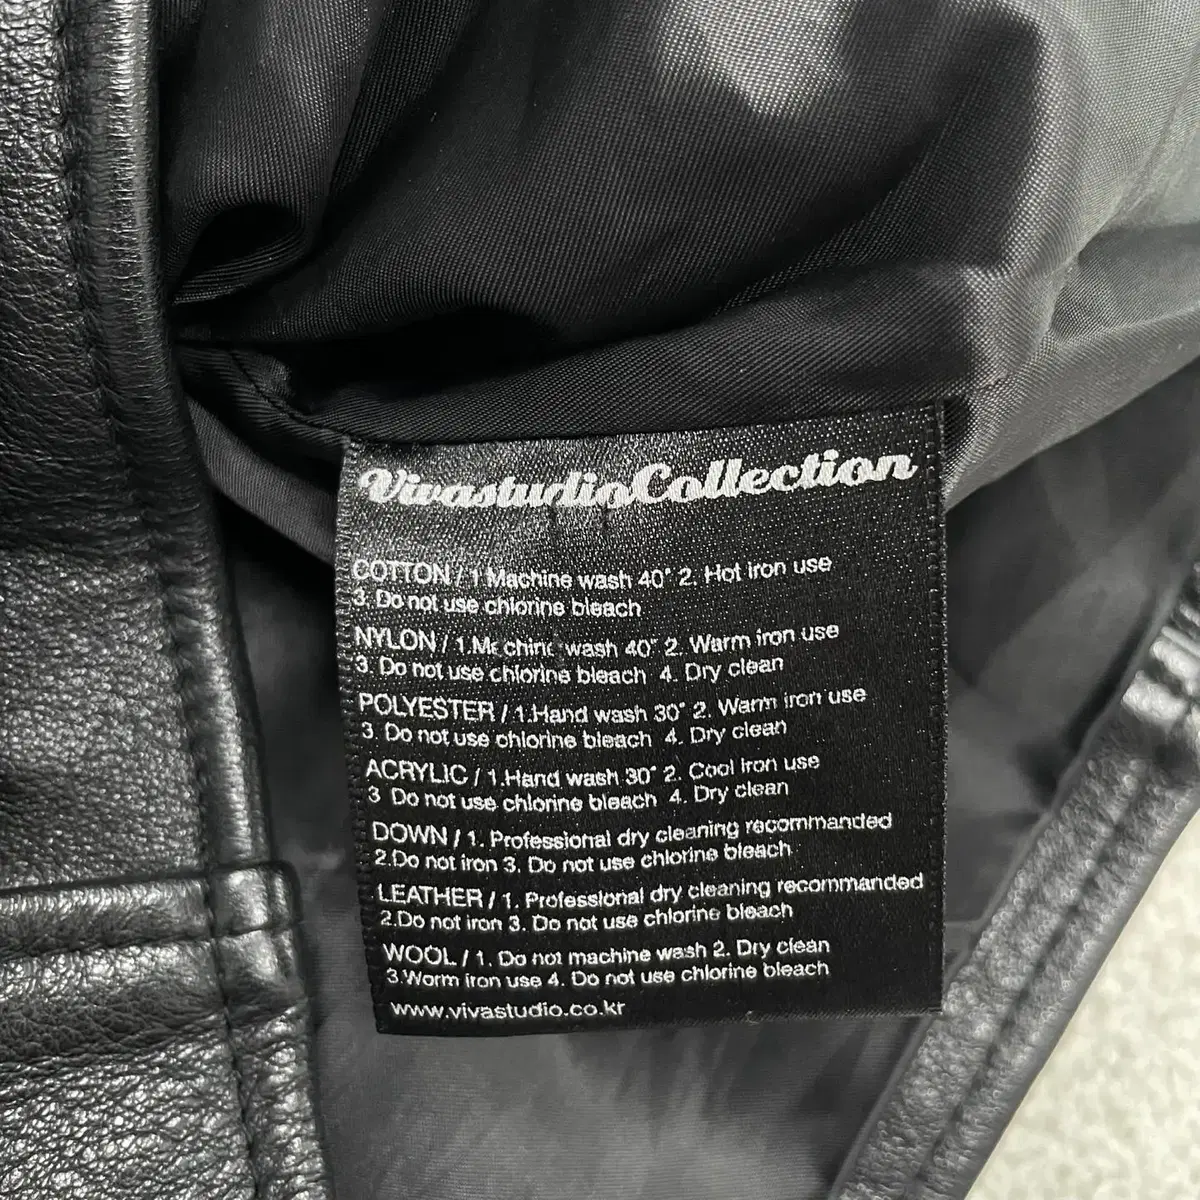 VivastudioCollection
COTTON / 1 Machine wash 40° 2. Hot iron use
3. Do not use chlorine bleach
NYLON / 1.Machine wash 40° 2. Warm iron use
3. Do not use chlorine bleach 4. Dry clean
POLYESTER / 1.Hand wash 30° 2. Warm iron use
3. Do not use chlorine bleach 4. Dry clean
ACRYLIC / 1.Hand wash 30° 2. Cool iron use
3 Do not use chlorine bleach 4. Dry clean
DOWN / 1. Professional dry cleaning recommanded
2.Do not iron 3. Do not use chlorine bleach
LEATHER / 1. Professional dry cleaning recommanded
2.Do not iron 3. Do not use chlorine bleach
WOOL / 1. Do not machine wash 2. Dry clean
3.Worm iron use 4. Do not use chlorine bleach
www.vivastudio.co.kr